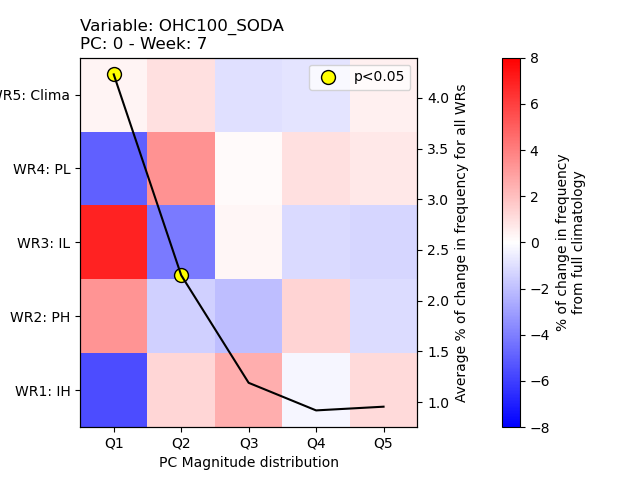 Variable: OHC100_SODA
PC: 0 - Week: 7
p<0.05
WR5: Clima
WR4: PL
WR3: IL
WR2: PH
WR1: IH
Q1 Q2 Q3 Q4 Q5
PC Magnitude distribution
4.0
3.5
3.0
2.5
2.0
1.5
1.0
Average % of change in frequency for all WRs
8
6
4
2
0
−2
−4
−6
−8
% of change in frequency
from full climatology